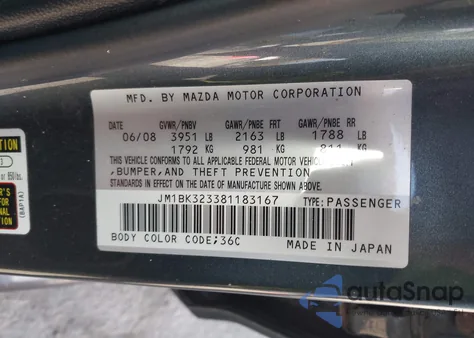 MFD. BY MAZDA MOTOR CORPORATION
GVWR/PNBV GAWR/PNBE FRT GAWR/PNBE RR
06/08 3951 LB 2163 LB 1788 LB
1792 KG 981 KG 811 KG
THIS VEHICLE CONFORMS TO ALL APPLICABLE FEDERAL MOTOR VEHICLE
,BUMPER,AND THEFT PREVENTION
STANDARDS IN EFFECT ON THE DATE OF MANUFACTURE SHOWN ABOVE.
JM1BK323381183167 TYPE:PASSENGER
BODY COLOR CODE:36C MADE IN JAPAN
(BAP1A)
autoSnap